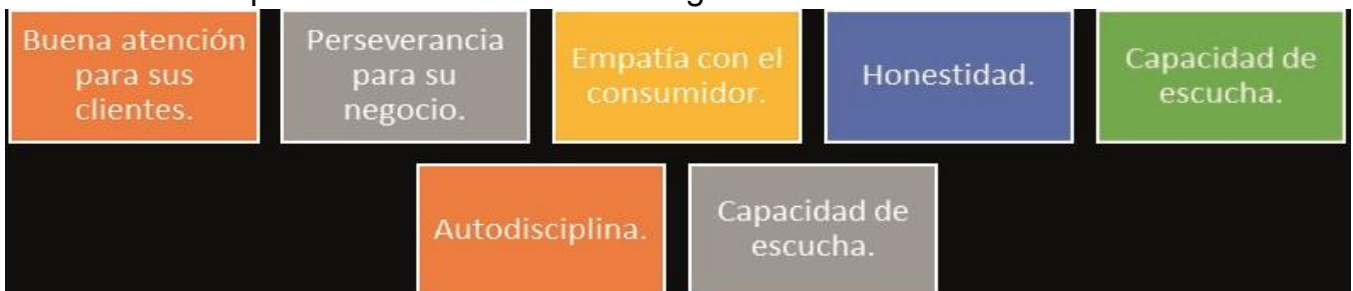 Buena atención
para sus
clientes.
Perseverancia
para su
negocio.
Empatía con el
consumidor.
Honestidad.
Capacidad de
escucha.
Autodisciplina.
Capacidad de
escucha.